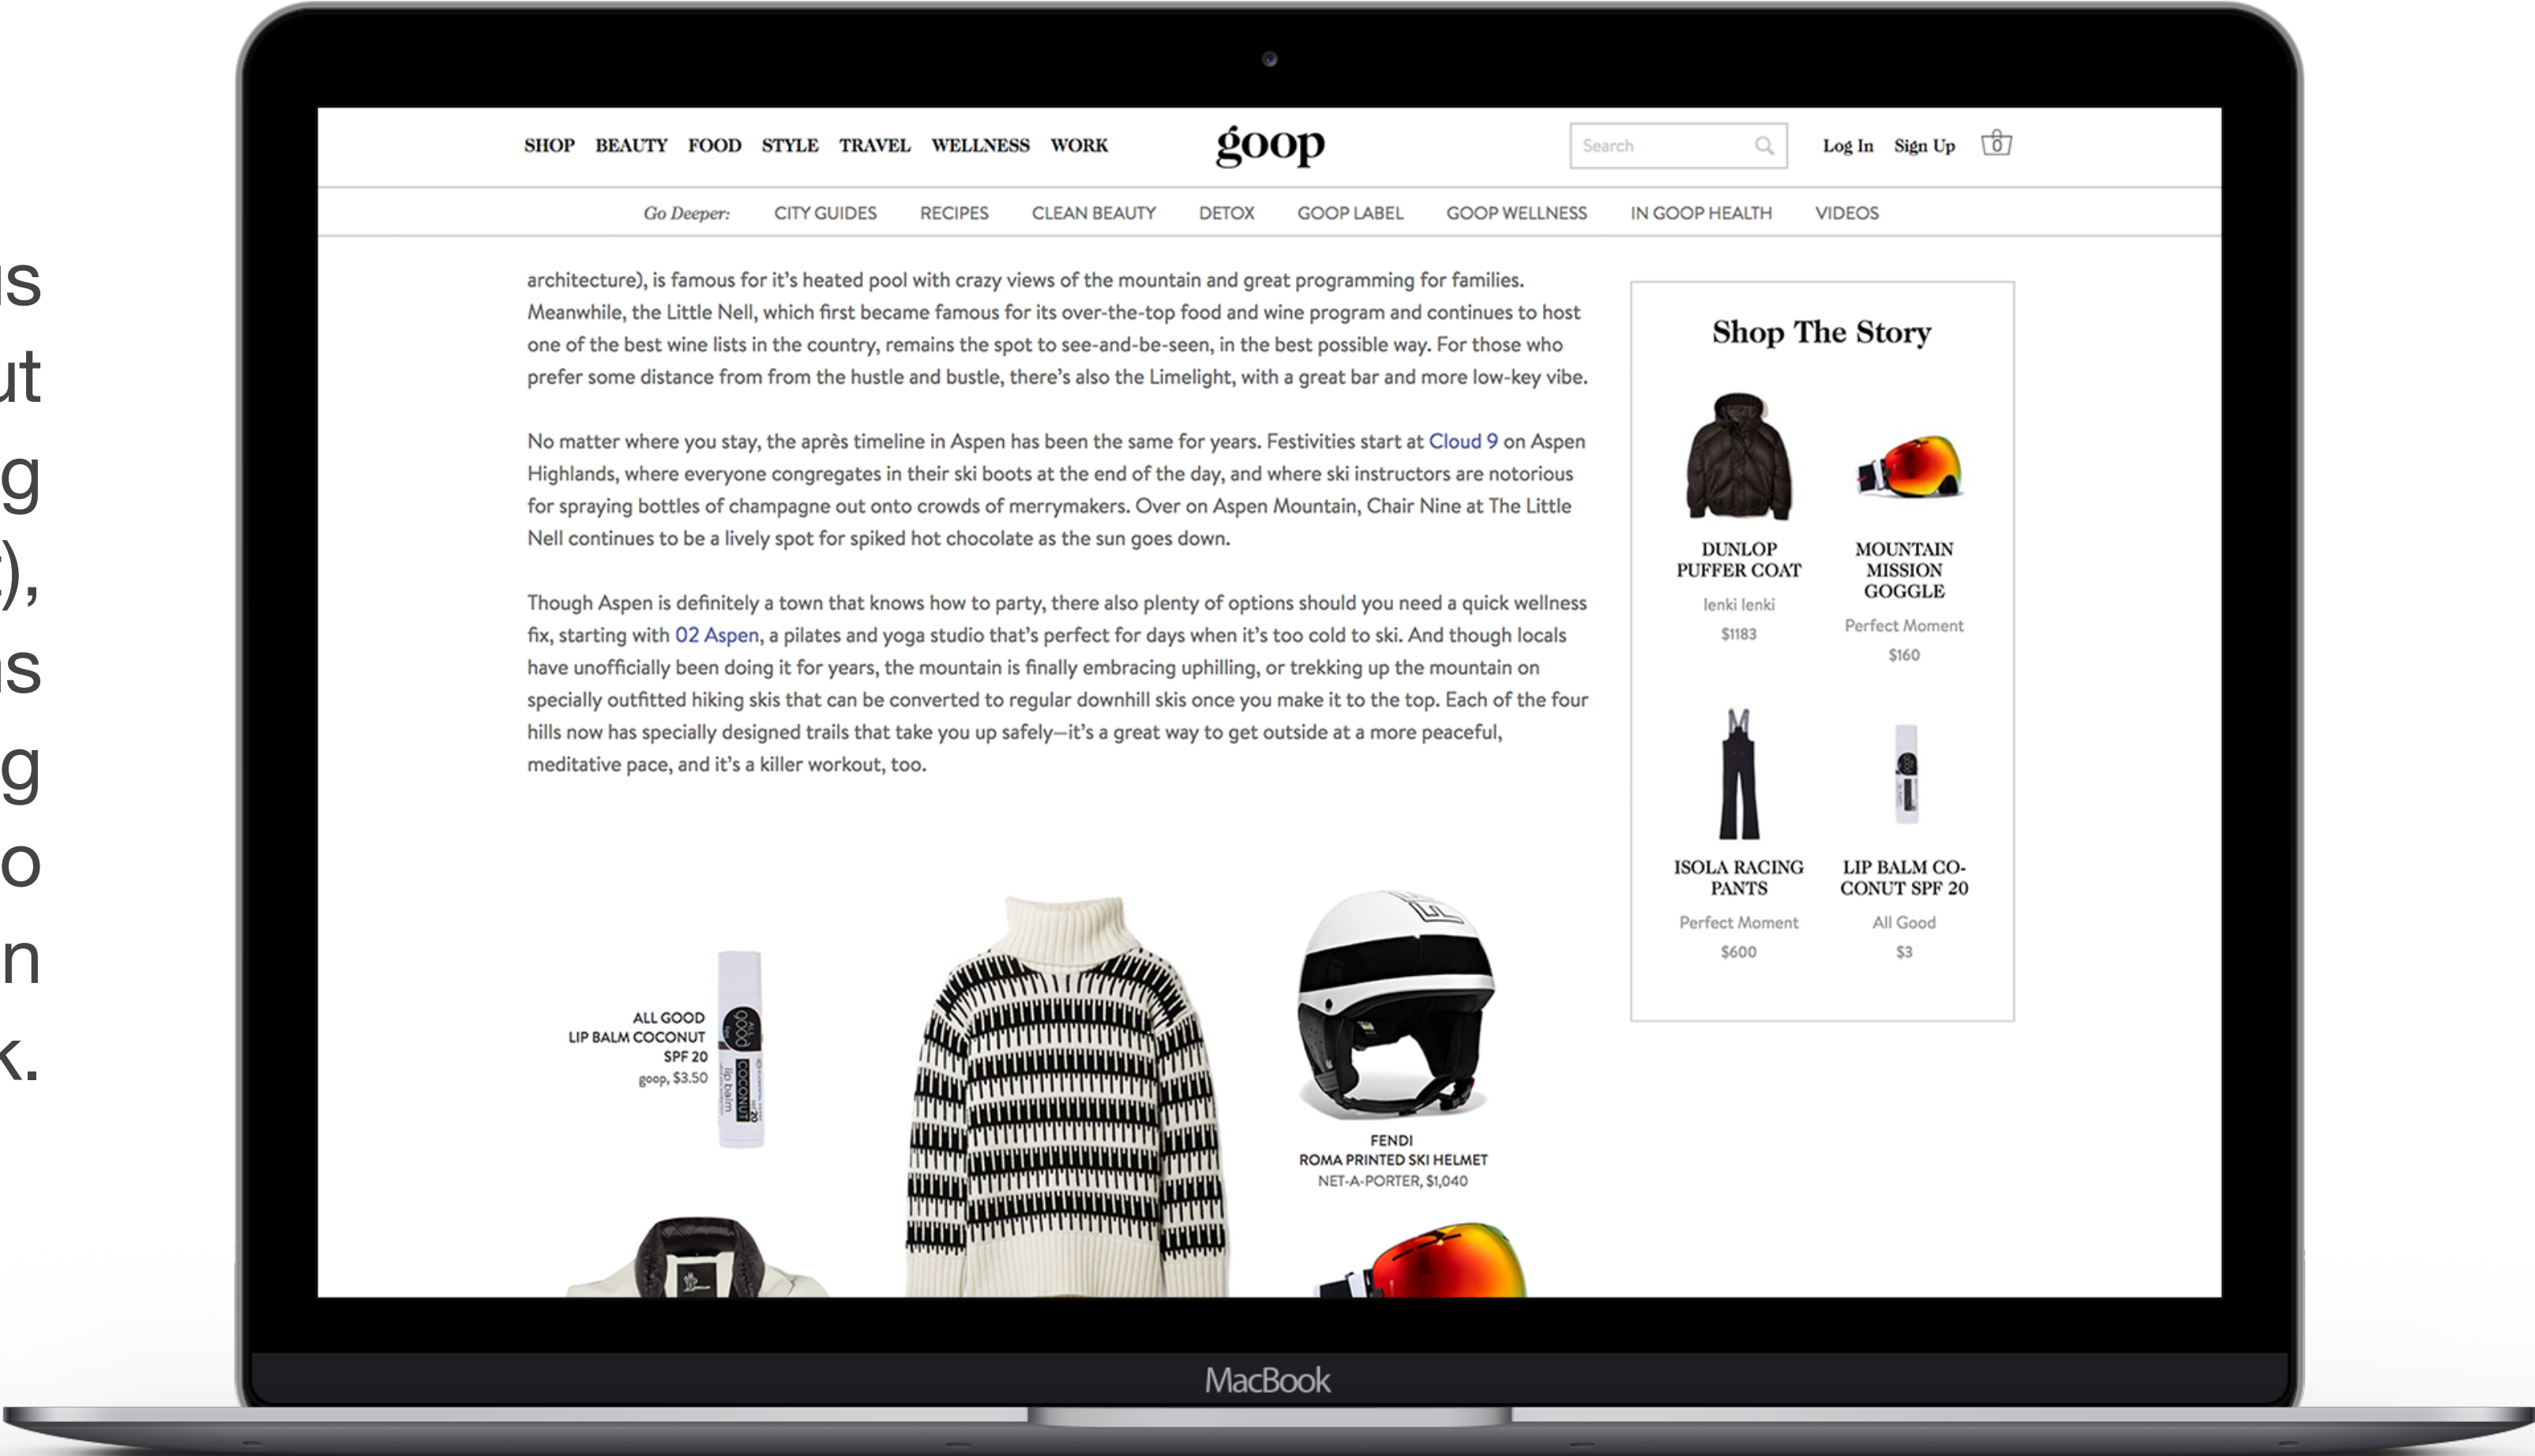 us
ut
g
t),
ns
g
o
n
k.
SHOP BEAUTY FOOD STYLE TRAVEL WELLNESS WORK
goop
Search
Log In Sign Up 0
Go Deeper: CITY GUIDES RECIPES CLEAN BEAUTY DETOX GOOP LABEL GOOP WELLNESS IN GOOP HEALTH VIDEOS
architecture), is famous for it’s heated pool with crazy views of the mountain and great programming for families.
Meanwhile, the Little Nell, which first became famous for its over-the-top food and wine program and continues to host
one of the best wine lists in the country, remains the spot to see-and-be-seen, in the best possible way. For those who
prefer some distance from from the hustle and bustle, there’s also the Limelight, with a great bar and more low-key vibe.
No matter where you stay, the après timeline in Aspen has been the same for years. Festivities start at Cloud 9 on Aspen
Highlands, where everyone congregates in their ski boots at the end of the day, and where ski instructors are notorious
for spraying bottles of champagne out onto crowds of merrymakers. Over on Aspen Mountain, Chair Nine at The Little
Nell continues to be a lively spot for spiked hot chocolate as the sun goes down.
Though Aspen is definitely a town that knows how to party, there also plenty of options should you need a quick wellness
fix, starting with 02 Aspen, a pilates and yoga studio that’s perfect for days when it’s too cold to ski. And though locals
have unofficially been doing it for years, the mountain is finally embracing uphilling, or trekking up the mountain on
specially outfitted hiking skis that can be converted to regular downhill skis once you make it to the top. Each of the four
hills now has specially designed trails that take you up safely—it’s a great way to get outside at a more peaceful,
meditative pace, and it’s a killer workout, too.
Shop The Story
DUNLOP
PUFFER COAT
lenki lenki
$1183
MOUNTAIN
MISSION
GOGGLE
Perfect Moment
$160
ISOLA RACING
PANTS
Perfect Moment
$600
LIP BALM CO-
CONUT SPF 20
All Good
$3
ALL GOOD
LIP BALM COCONUT
SPF 20
goop, $3.50
ALL
good
lip balm
COCONUT
20
FENDI
ROMA PRINTED SKI HELMET
NET-A-PORTER, $1,040
MacBook